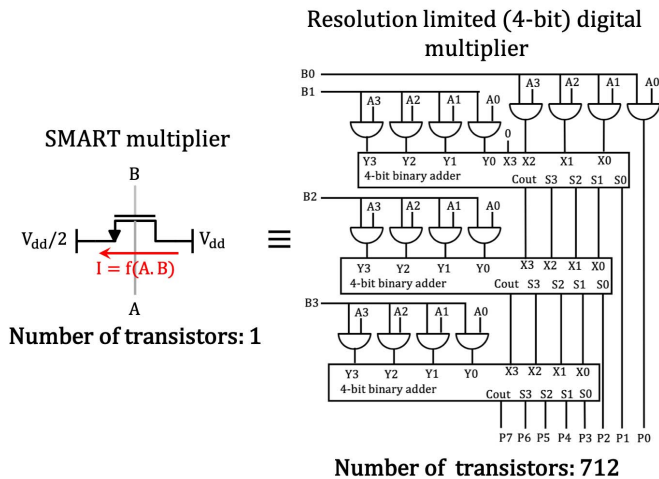 Resolution limited (4-bit) digital
multiplier
SMART multiplier
B
Vdd/2
Vdd
I = f(A. B)
A
Number of transistors: 1
≡
B0
A3 A2 A1 A0
B1
A3 A2 A1 A0
0
Y3 Y2 Y1 Y0 X3 X2 X1 X0
4-bit binary adder
Cout S3 S2 S1 S0
B2
A3 A2 A1 A0
Y3 Y2 Y1 Y0 X3 X2 X1 X0
4-bit binary adder
Cout S3 S2 S1 S0
B3
A3 A2 A1 A0
Y3 Y2 Y1 Y0 X3 X2 X1 X0
4-bit binary adder
Cout S3 S2 S1 S0
P7 P6 P5 P4 P3 P2 P1 P0
Number of transistors: 712